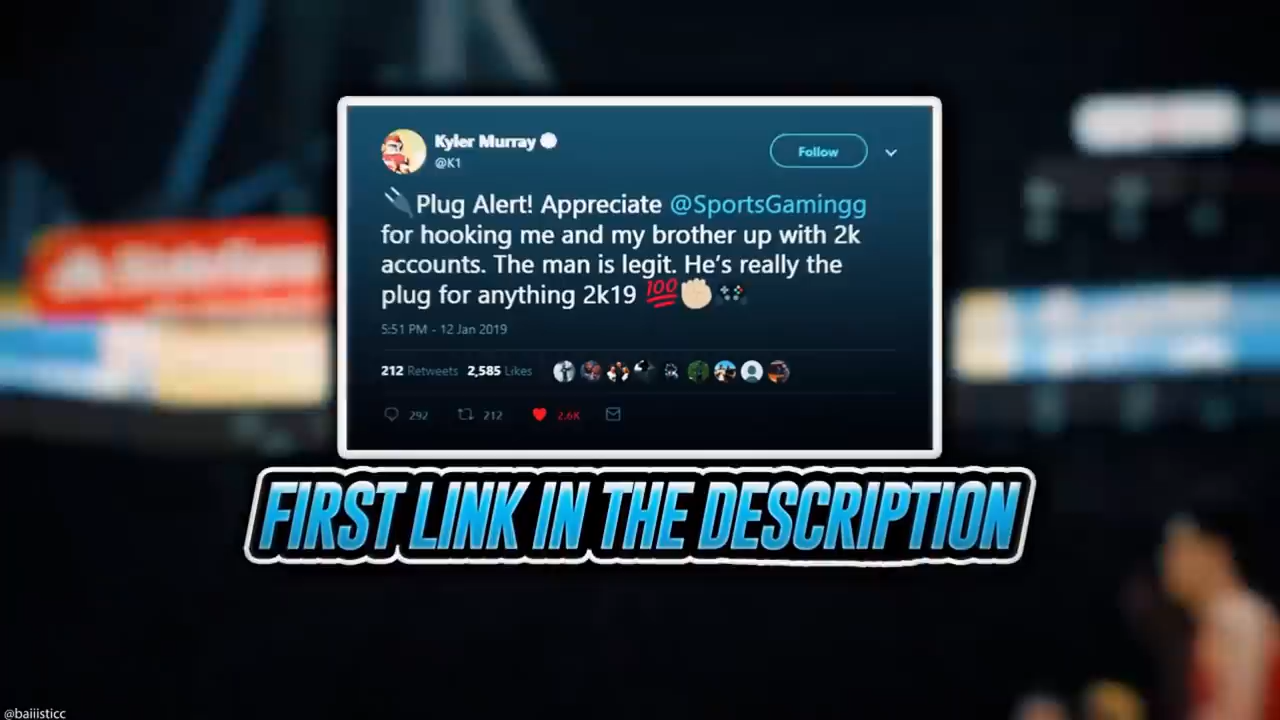 Kyler Murray
@K1
Follow
Plug Alert! Appreciate @SportsGamingg
for hooking me and my brother up with 2k
accounts. The man is legit. He's really the
plug for anything 2k19 💯✊🏼🎮
5:51 PM - 12 Jan 2019
212 Retweets 2,585 Likes
292 212 2.6K
FIRST LINK IN THE DESCRIPTION
@baiiisticc